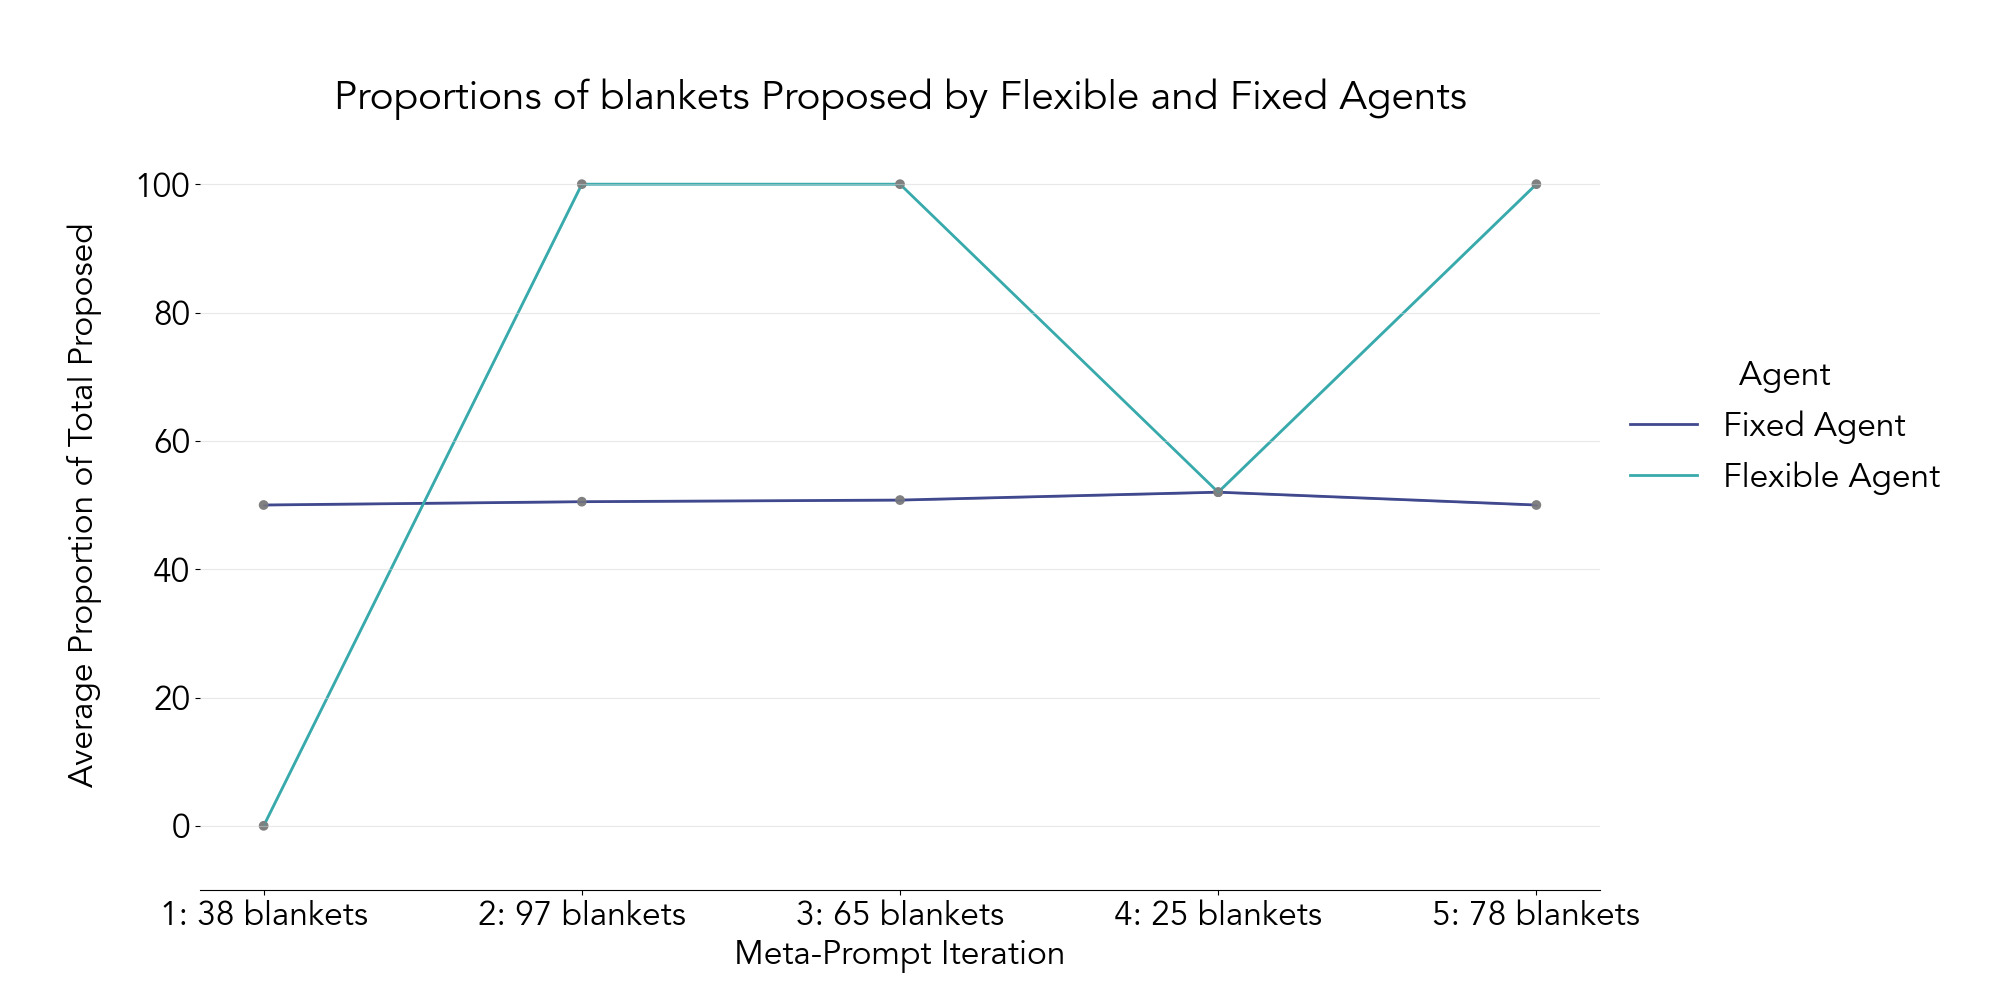 Proportions of blankets Proposed by Flexible and Fixed Agents
Average Proportion of Total Proposed
100
80
60
40
20
0
1: 38 blankets
2: 97 blankets
3: 65 blankets
4: 25 blankets
5: 78 blankets
Meta-Prompt Iteration
Agent
Fixed Agent
Flexible Agent